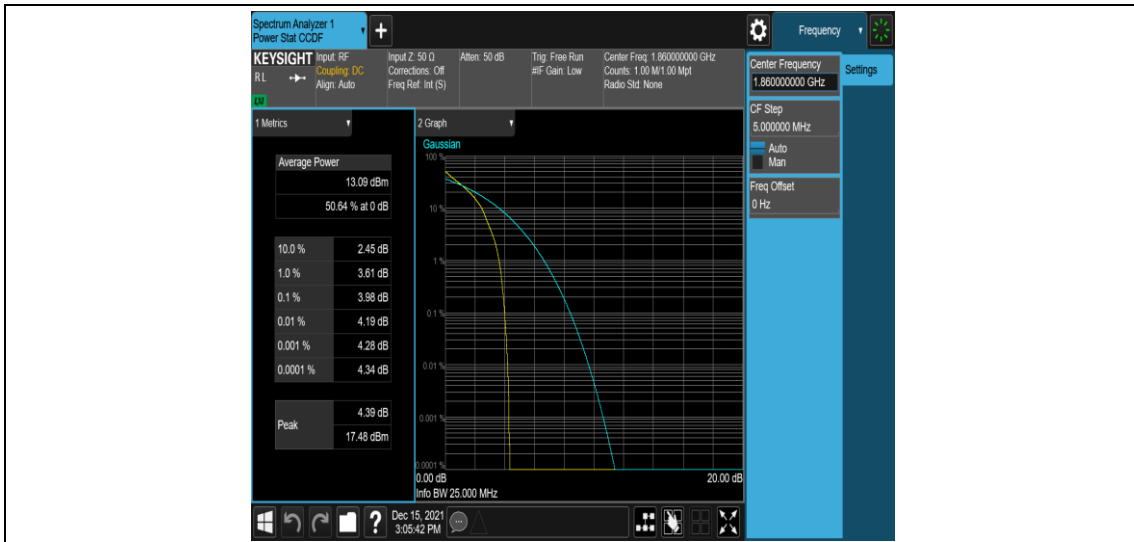 Spectrum Analyzer 1
Power Stat CCDF
Frequency
KEYSIGHT
RL
Input: RF
Coupling: DC
Align: Auto
Input Z: 50 Ω
Corrections: Off
Freq Ref: Int (S)
Atten: 50 dB
Trig: Free Run
#IF Gain: Low
Center Freq: 1.860000000 GHz
Counts: 1.00 M/1.00 Mpt
Radio Std: None
Center Frequency
1.860000000 GHz
Settings
CF Step
5.000000 MHz
Auto
Man
Freq Offset
0 Hz
1 Metrics
Average Power
13.09 dBm
50.64 % at 0 dB
10.0 % 2.45 dB
1.0 % 3.61 dB
0.1 % 3.98 dB
0.01 % 4.19 dB
0.001 % 4.28 dB
0.0001 % 4.34 dB
Peak
4.39 dB
17.48 dBm
2 Graph
Gaussian
100 %
10 %
1 %
0.1 %
0.01 %
0.001 %
0.0001 %
0.00 dB 20.00 dB
Info BW 25.000 MHz
?
Dec 15, 2021
3:05:42 PM